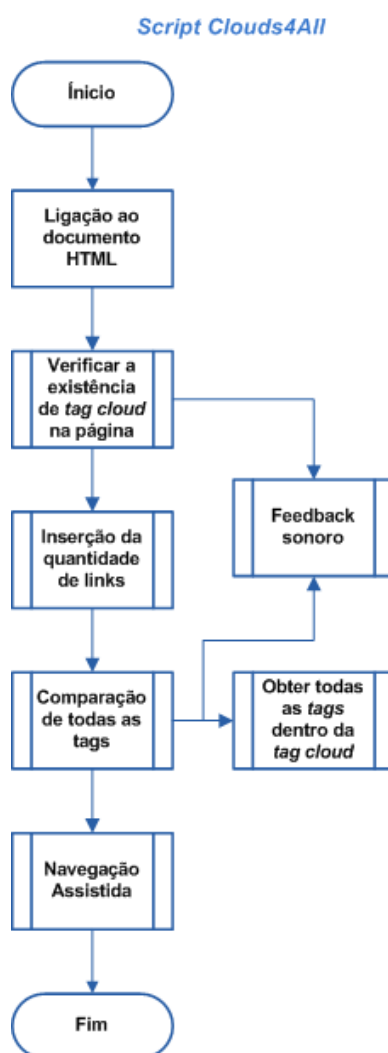 Script Clouds4All
Ínicio
Ligação ao
documento
HTML
Verificar a
existência
de tag cloud
na página
Inserção da
quantidade
de links
Feedback
sonoro
Comparação
de todas as
tags
Obter todas
as tags
dentro da
tag cloud
Navegação
Assistida
Fim